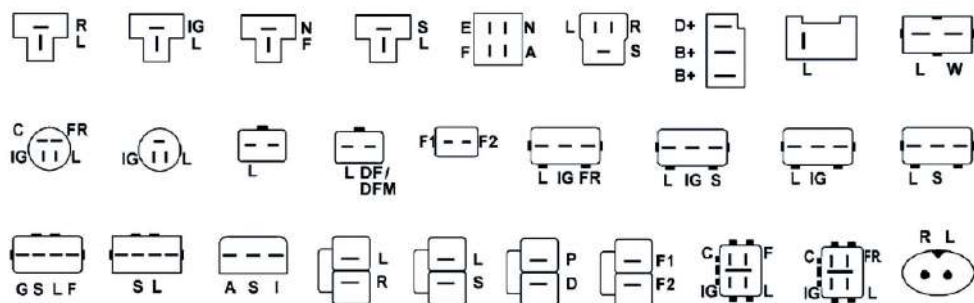 R IG N S E N L R D+
L L F L F A S B+ L L W
B+
C FR
IG L IG L L L DF/ F1 F2 L IG FR L IG S L IG L S
DFM
L L P F1 C F C FR R L
G S L F S L A S I R S D F2 IG L IG L